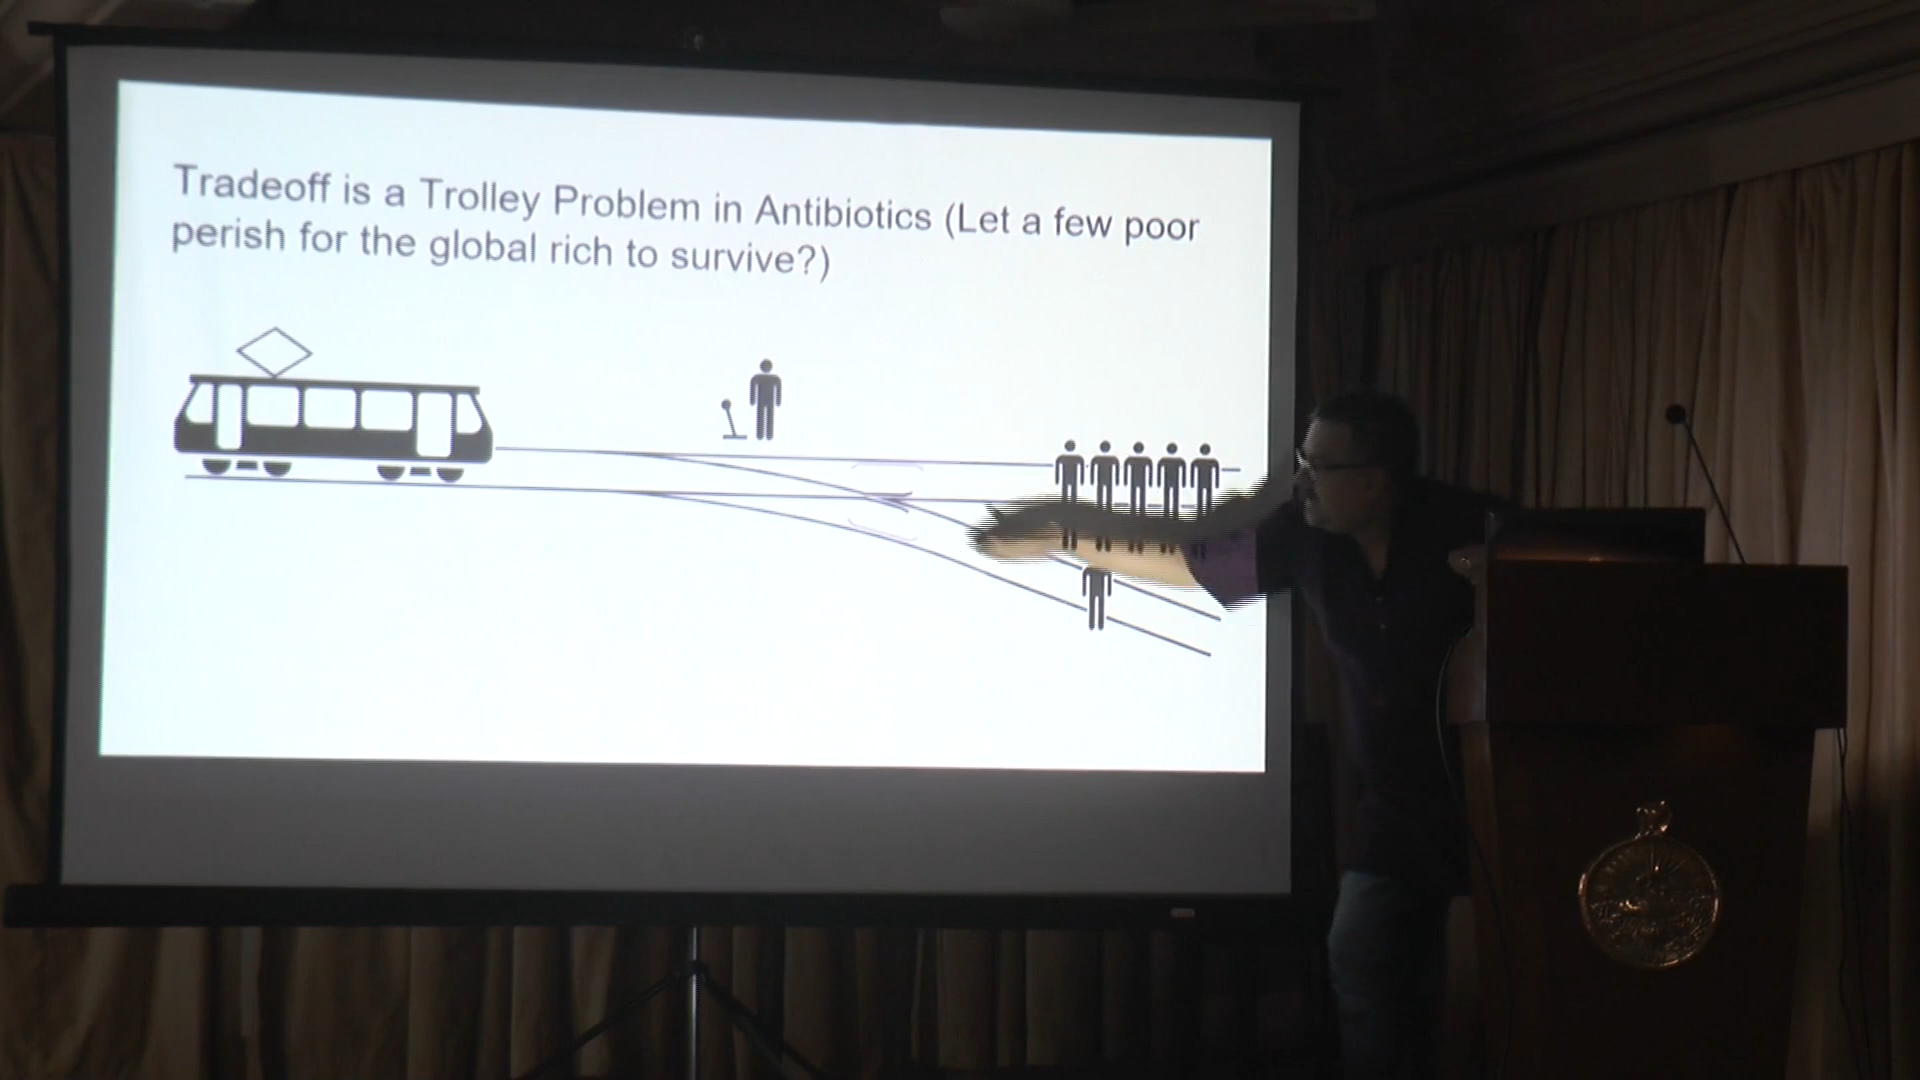 Tradeoff is a Trolley Problem in Antibiotics (Let a few poor
perish for the global rich to survive?)